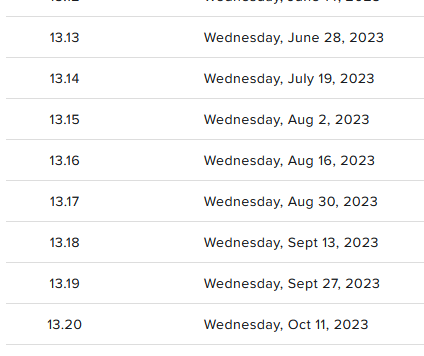 13.13 Wednesday, June 28, 2023
13.14 Wednesday, July 19, 2023
13.15 Wednesday, Aug 2, 2023
13.16 Wednesday, Aug 16, 2023
13.17 Wednesday, Aug 30, 2023
13.18 Wednesday, Sept 13, 2023
13.19 Wednesday, Sept 27, 2023
13.20 Wednesday, Oct 11, 2023